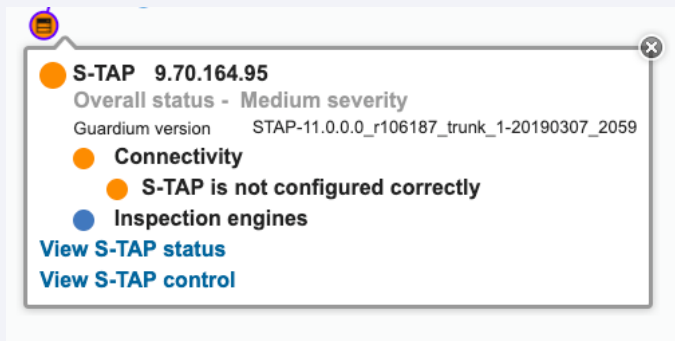 S-TAP 9.70.164.95
Overall status - Medium severity
Guardium version STAP-11.0.0.0_r106187_trunk_1-20190307_2059
Connectivity
S-TAP is not configured correctly
Inspection engines
View S-TAP status
View S-TAP control